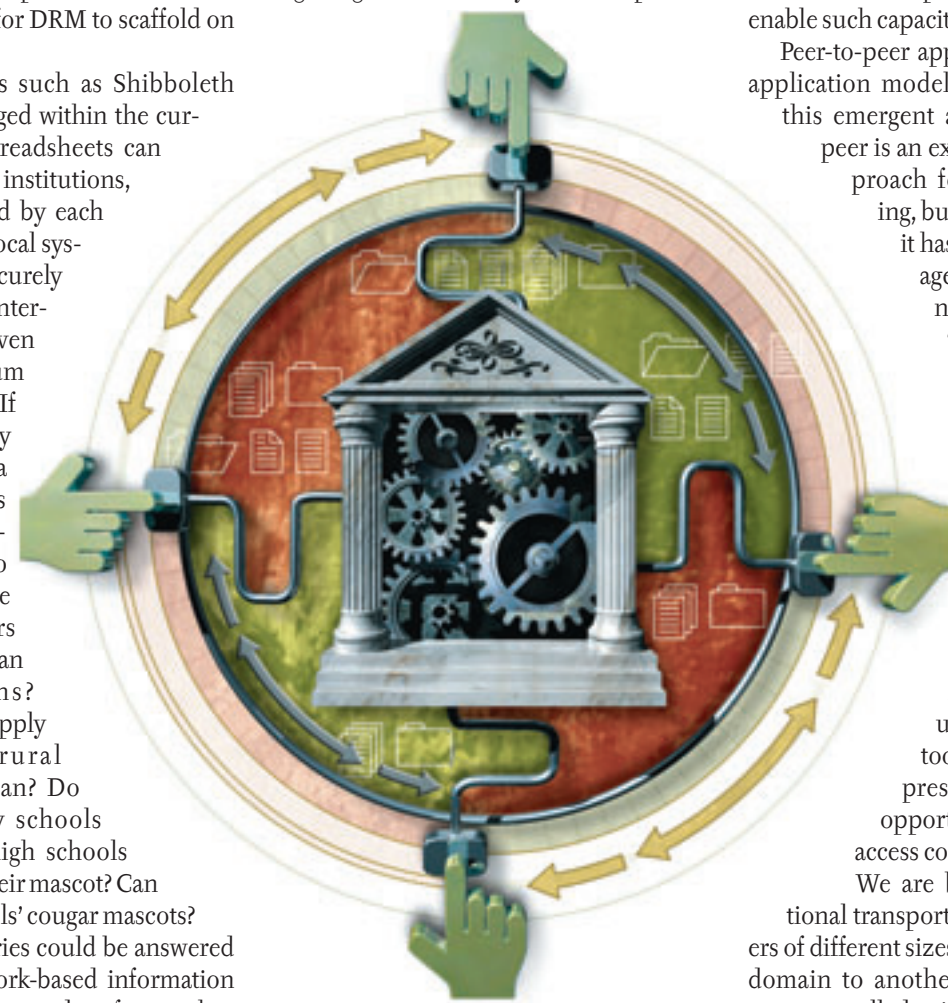 for DRM to scaffold on
s such as Shibboleth
ged within the cur-
readsheets can
institutions,
d by each
ocal sys-
curely
nter-
ven
um
If
y
a
s
-
o
e
rs
an
ns?
pply
rural
an? Do
y schools
igh schools
eir mascot? Can
ls' cougar mascots?
ries could be answered
ork-based information
enable such capacit
Peer-to-peer app
application model
this emergent a
peer is an ex
proach fo
ing, bu
it has
age
n
u
too
pres
opport
access co
We are b
tional transport
ers of different sizes
domain to anothe